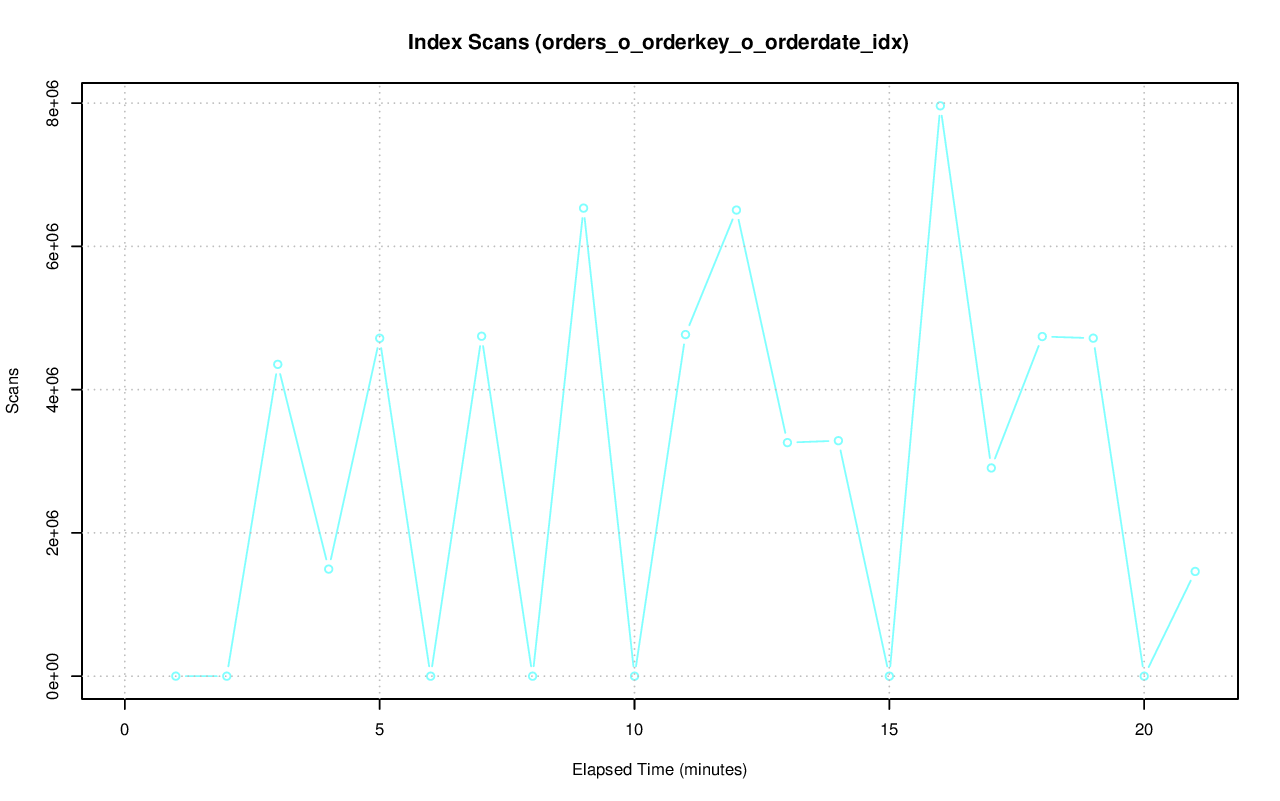 Index Scans (orders_o_orderkey_o_orderdate_idx)
8e+06
6e+06
4e+06
2e+06
0e+00
Scans
0 5 10 15 20
Elapsed Time (minutes)